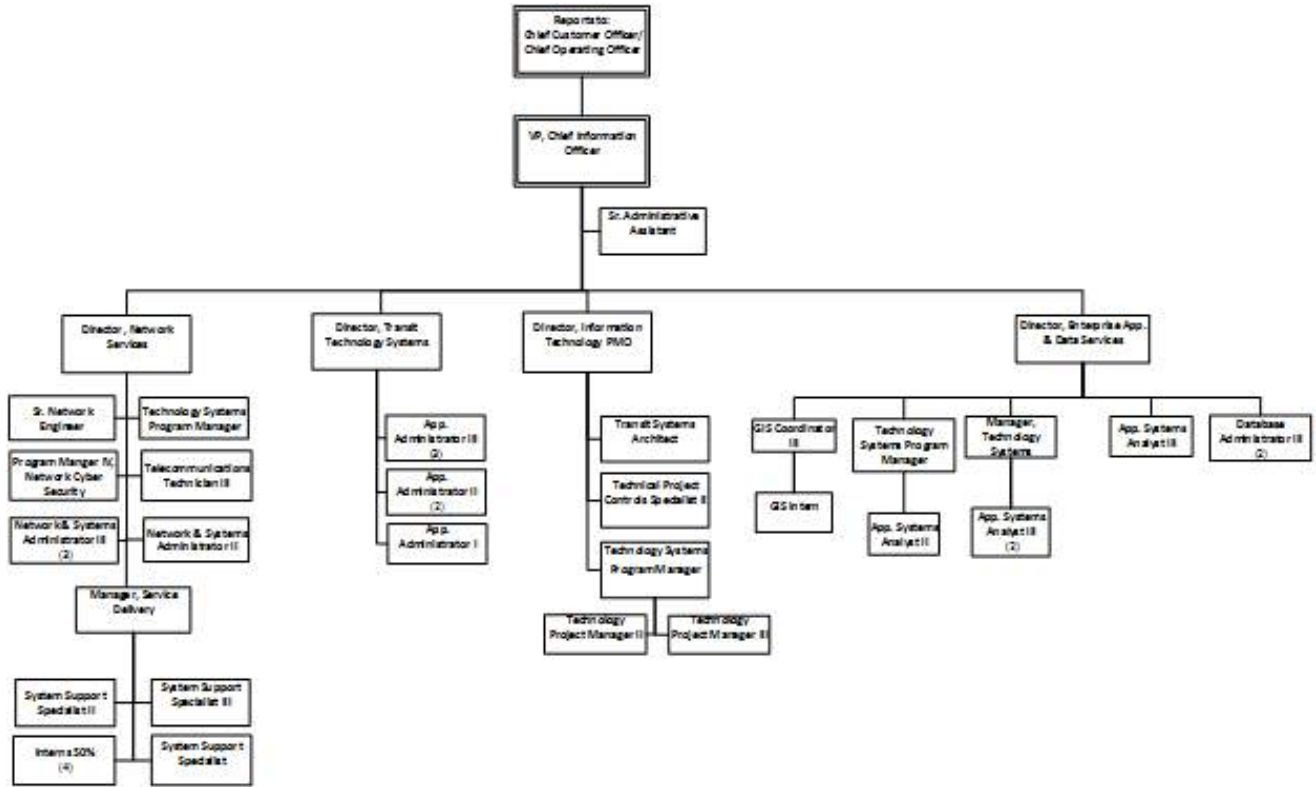 Reports to:
Chief Customer Officer/
Chief Operating Officer
VP, Chief Information
Officer
Sr. Administrative
Assistant
Director, Network
Services
Director, Transit
Technology Systems
Director, Information
Technology PMO
Director, Enterprise App.
& Data Services
Sr. Network
Engineer
Technology Systems
Program Manager
Program Manger IV,
Network Cyber
Security
Telecommunications
Technician III
Network & Systems
Administrator III
(3)
Network & Systems
Administrator II
Manager, Service
Delivery
System Support
Specialist II
System Support
Specialist III
Interns 50%
(4)
System Support
Specialist
App.
Administrator III
App.
Administrator II
(2)
App.
Administrator I
Transit Systems
Architect
Technical Project
Controls Specialist II
Technology Systems
Program Manager
Technology
Project Manager II
Technology
Project Manager III
GIS Coordinator
III
GIS Intern
Technology
Systems Program
Manager
App. Systems
Analyst II
Manager,
Technology
Systems
App. Systems
Analyst III
App. Systems
Analyst III
Database
Administrator III
(2)